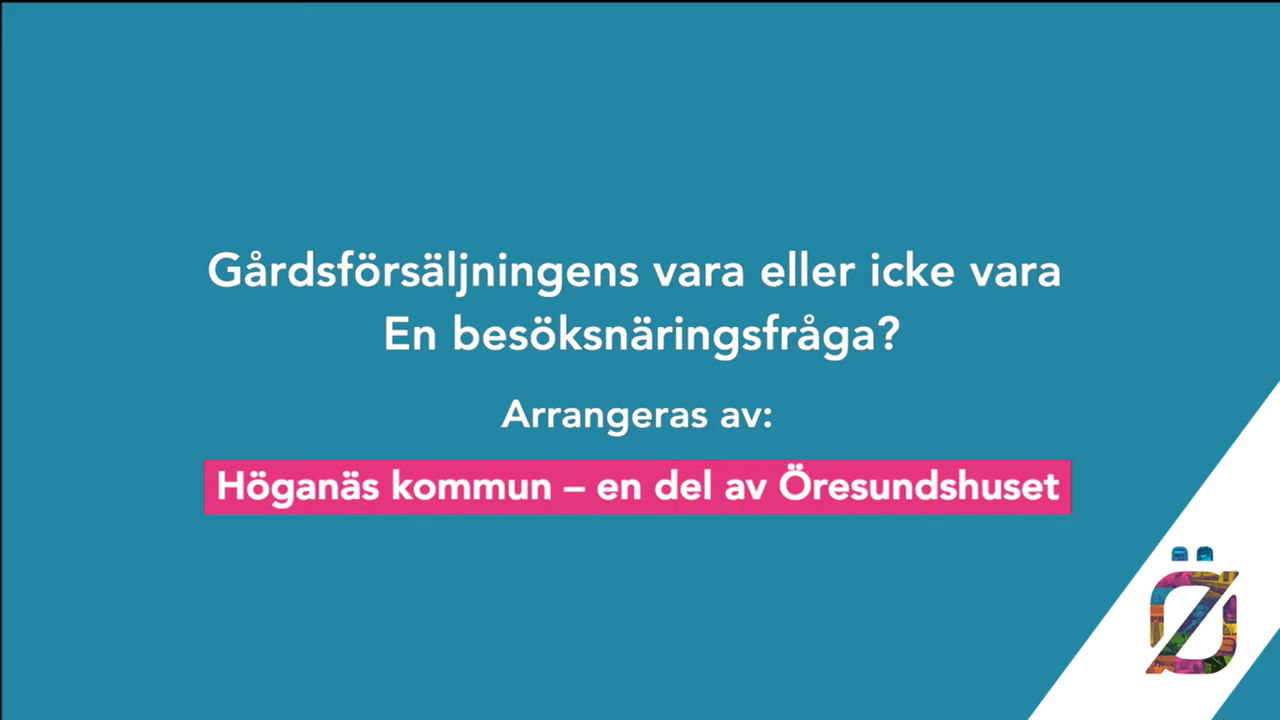 Gårdsförsäljningens vara eller icke vara
En besöksnäringsfråga?
Arrangeras av:
Höganäs kommun – en del av Öresundshuset